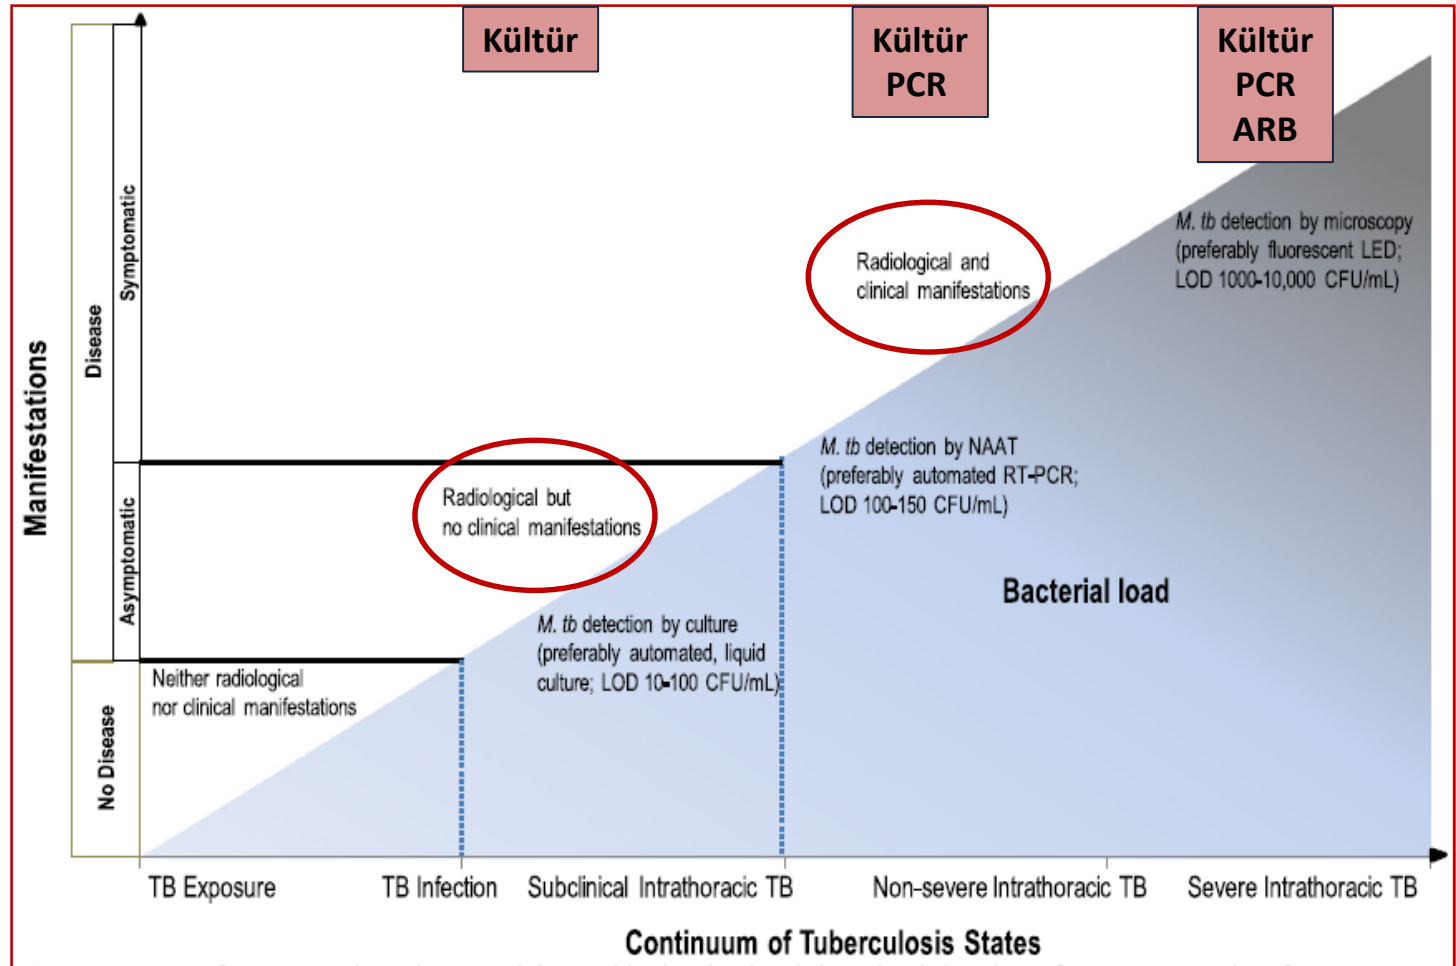 Kültür
Kültür
PCR
Kültür
PCR
ARB
Manifestations
Disease
Symptomatic
Asymptomatic
No Disease
M. tb detection by microscopy
(preferably fluorescent LED;
LOD 1000-10,000 CFU/mL)
Radiological and
clinical manifestations
M. tb detection by NAAT
(preferably automated RT-PCR;
LOD 100-150 CFU/mL)
Radiological but
no clinical manifestations
Bacterial load
M. tb detection by culture
(preferably automated, liquid
culture; LOD 10-100 CFU/mL)
Neither radiological
nor clinical manifestations
TB Exposure
TB Infection
Subclinical Intrathoracic TB
Non-severe Intrathoracic TB
Severe Intrathoracic TB
Continuum of Tuberculosis States